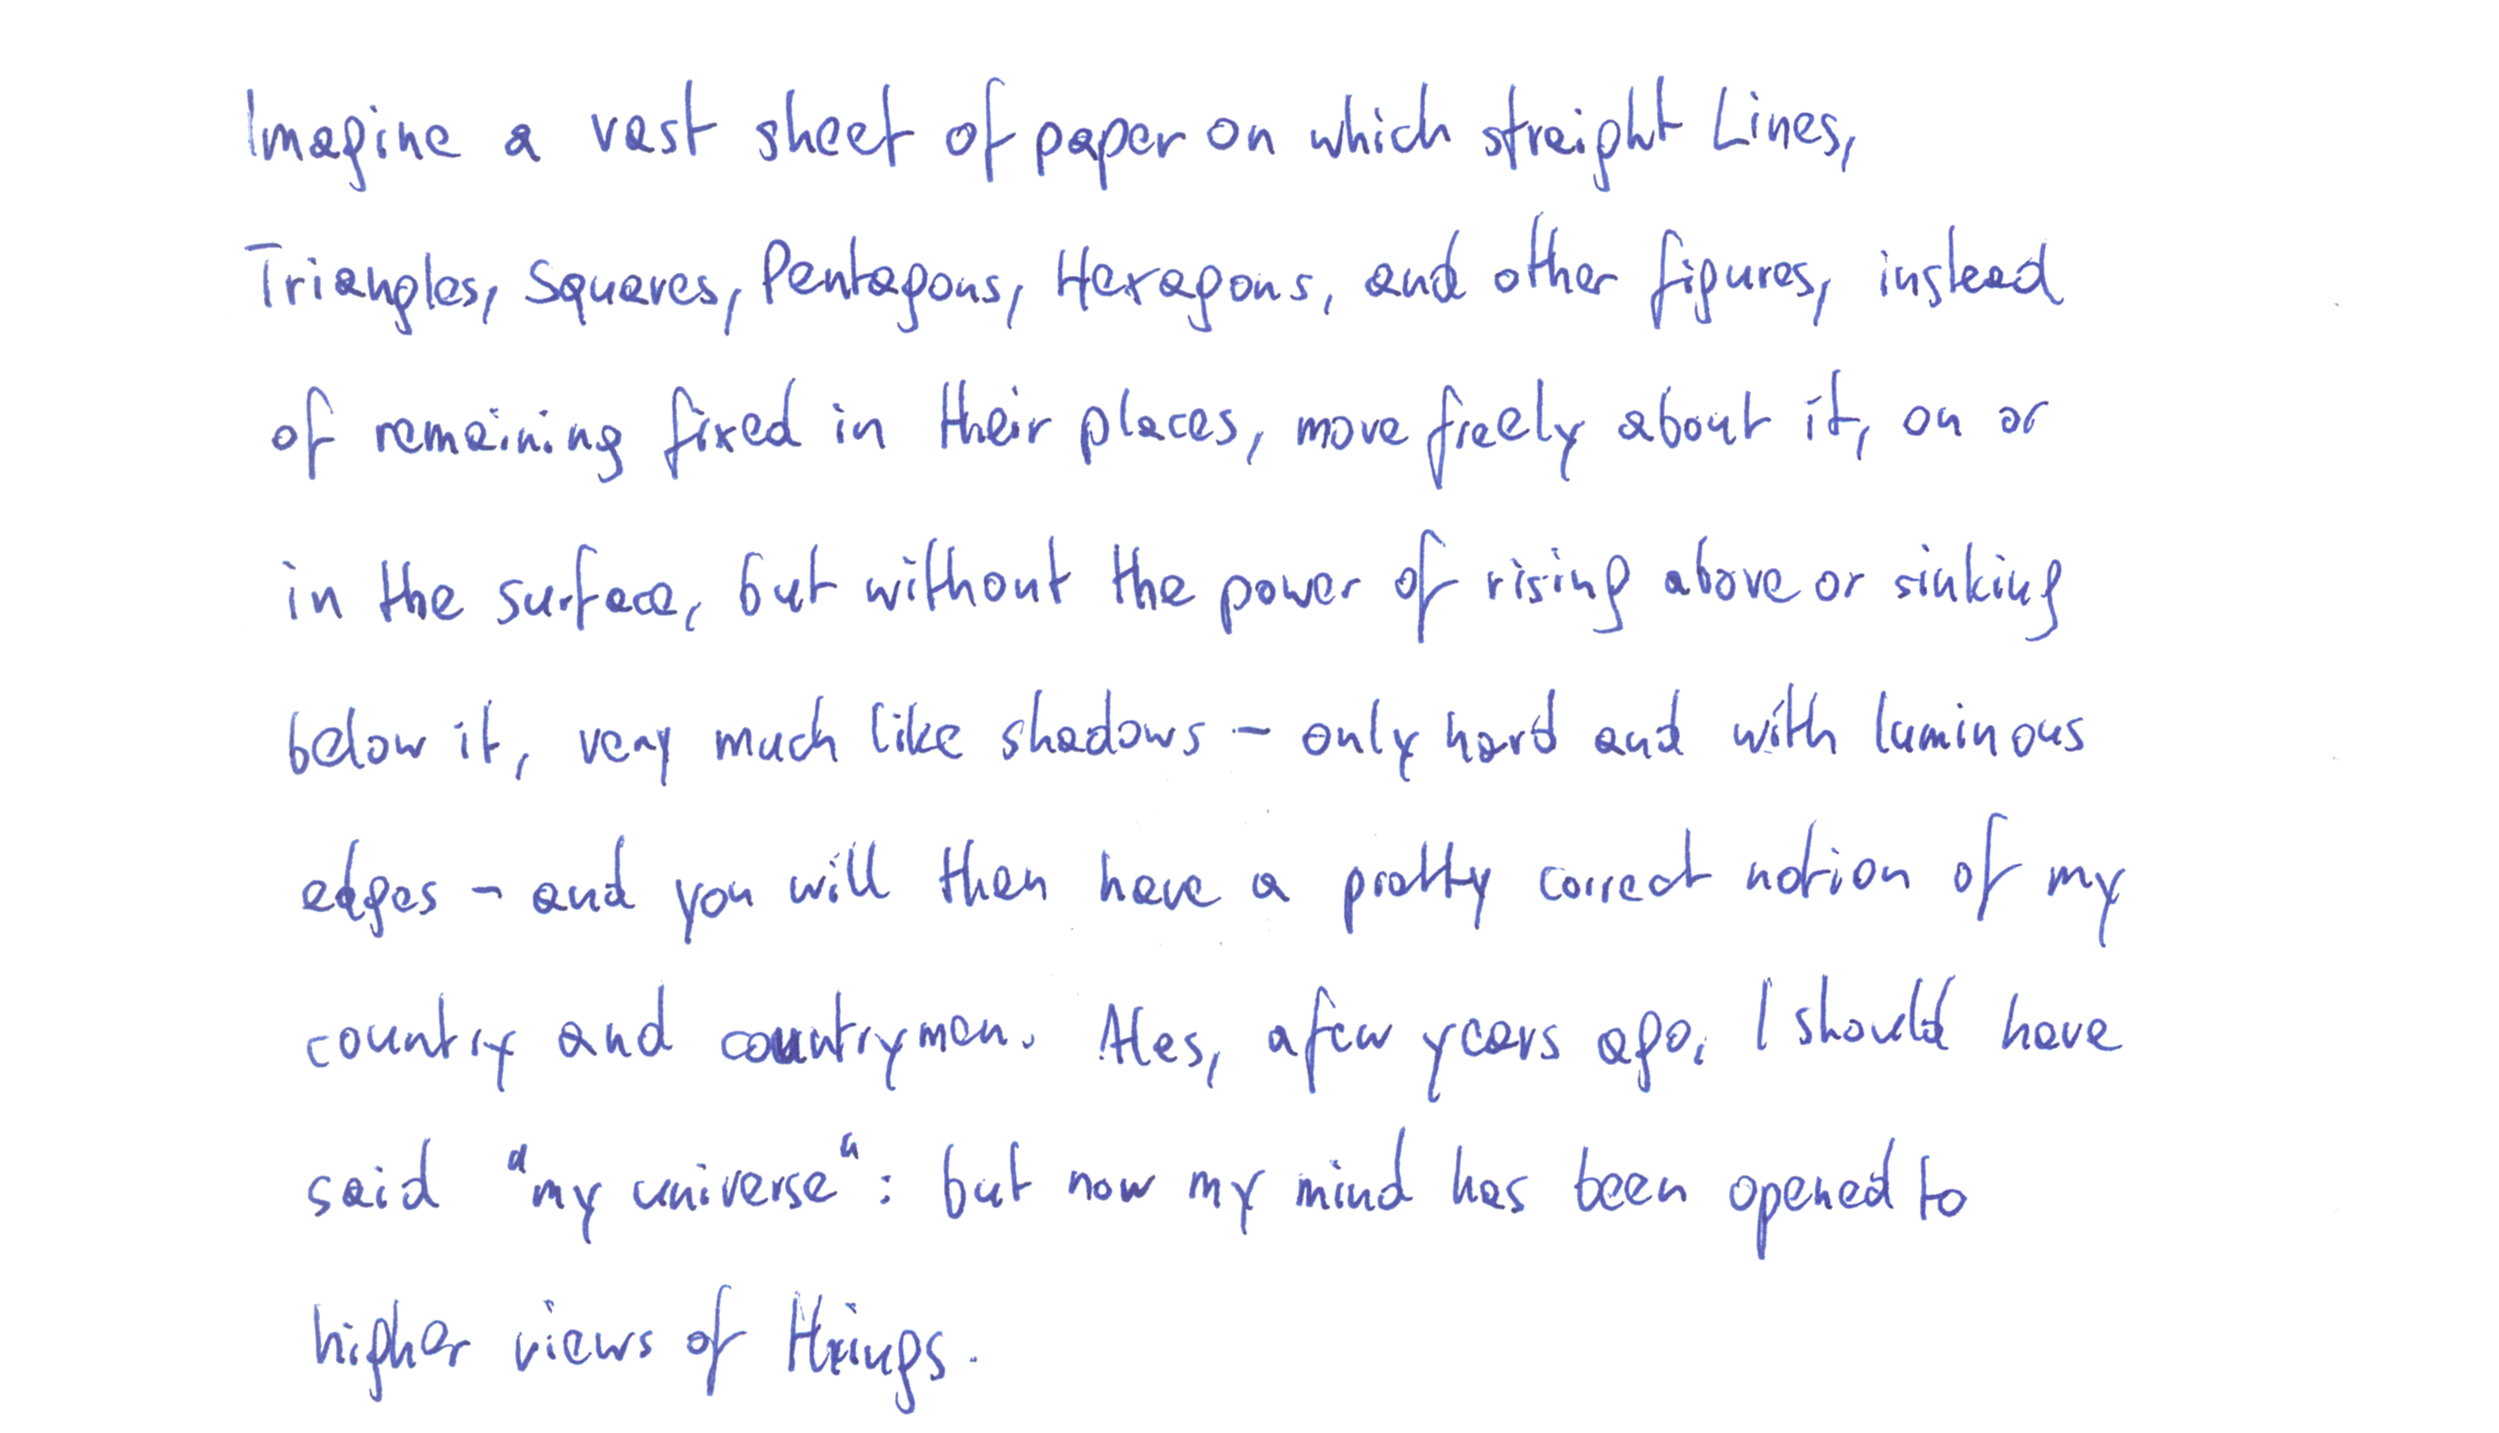 Imagine a vast sheet of paper on which straight Lines,
Triangles, Squares, Pentagons, Hexagons, and other figures, instead
of remaining fixed in their places, move freely about it, on or
in the surface, but without the power of rising above or sinking
below it, very much like shadows - only hard and with luminous
edges - and you will then have a pretty correct notion of my
country and countrymen. Alas, a few years ago, I should have
said "my universe": but now my mind has been opened to
higher views of things.